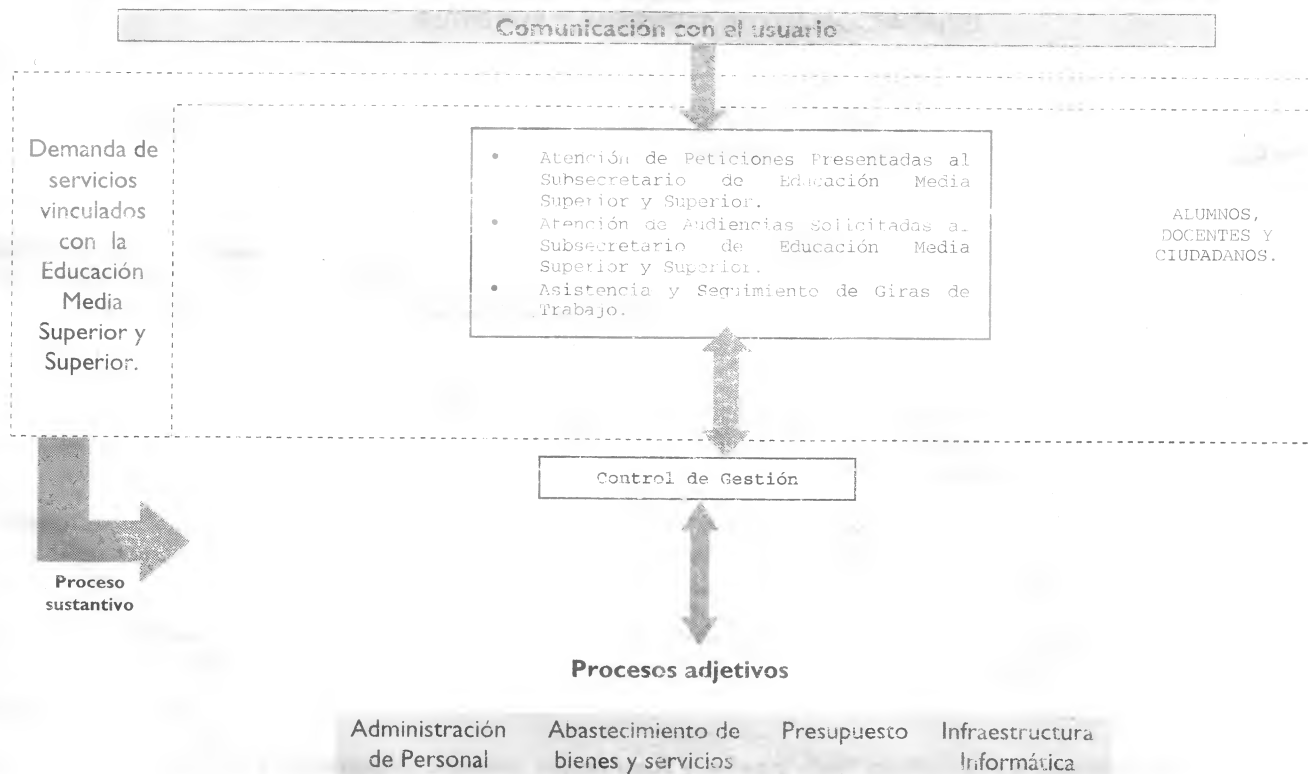 Comunicación con el usuario
Demanda de
servicios
vinculados
con la
Educación
Media
Superior y
Superior.
• Atención de Peticiones Presentadas al
Subsecretario de Educación Media
Superior y Superior.
• Atención de Audiencias Solicitadas al
Subsecretario de Educación Media
Superior y Superior.
• Asistencia y Seguimiento de Giras de
Trabajo.
ALUMNOS,
DOCENTES Y
CIUDADANOS.
Control de Gestión
Proceso
sustantivo
Procesos adjetivos
Administración
de Personal
Abastecimiento de
bienes y servicios
Presupuesto
Infraestructura
Informática